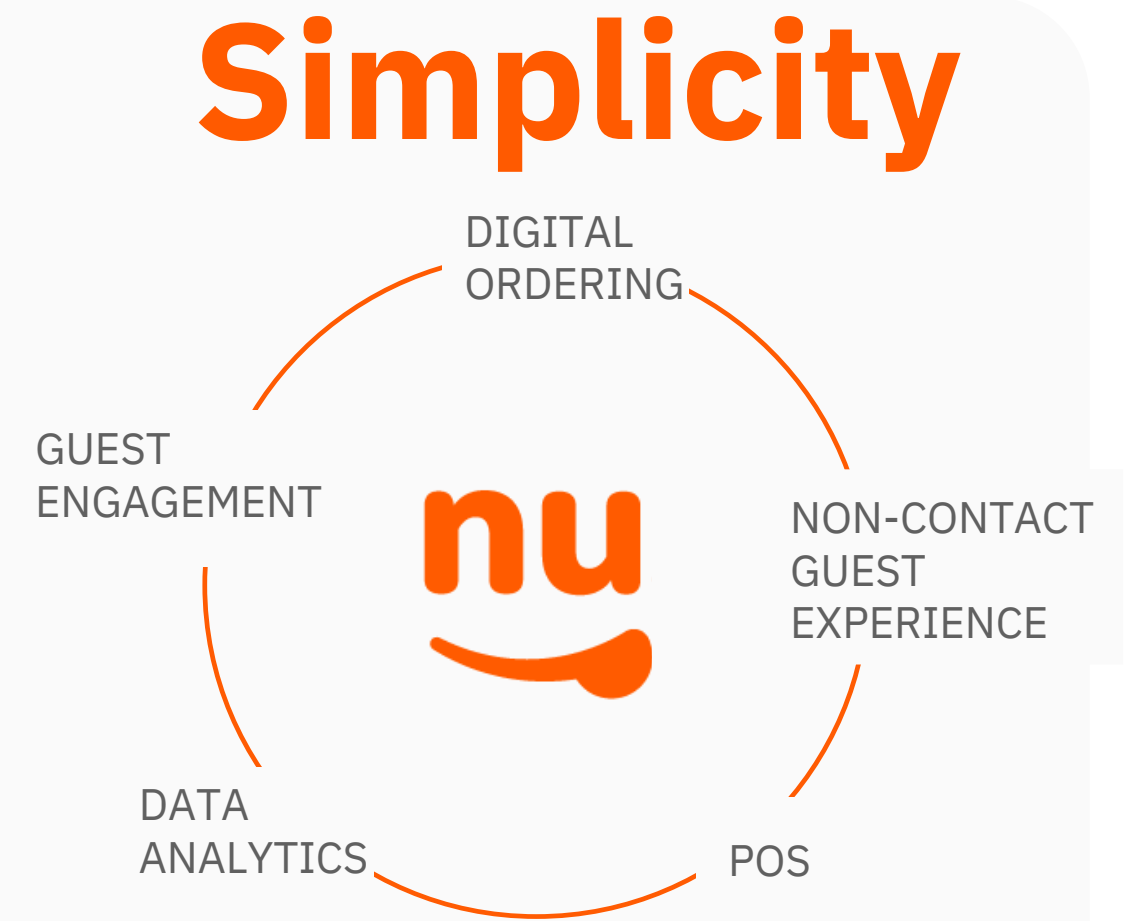 Simplicity
DIGITAL
ORDERING
GUEST
ENGAGEMENT
nu
NON-CONTACT
GUEST
EXPERIENCE
DATA
ANALYTICS
POS